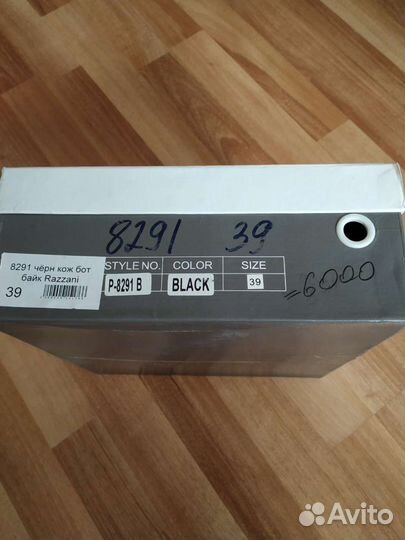 8291 39
8291 чёрн кож бот
байк Razzani
39
STYLE NO. COLOR SIZE
P-8291 B BLACK 39
=6000
Avito